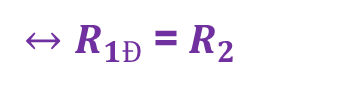 ↔ R₁Đ = R₂